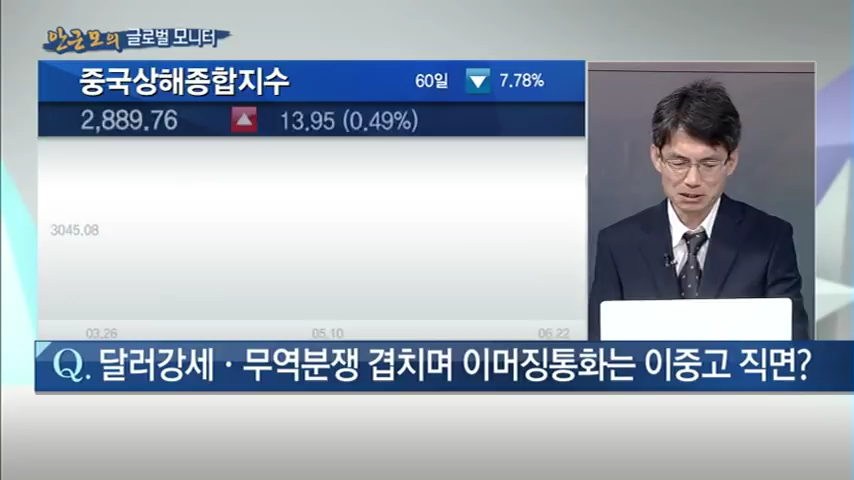 안근모의 글로벌 모니터
중국상해종합지수 60일 ▼ 7.78%
2,889.76 ▲ 13.95 (0.49%)
3045.08
03.26 05.10 06.22
Q. 달러강세 · 무역분쟁 겹치며 이머징통화는 이중고 직면?